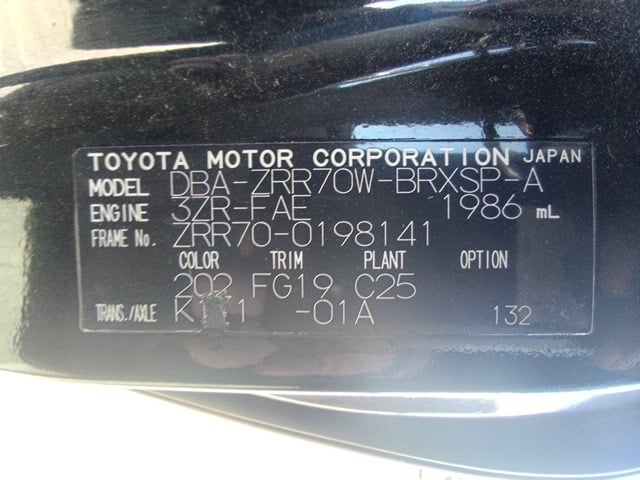 TOYOTA MOTOR CORPORATION JAPAN
MODEL DBA-ZRR70W-BRXSP-A
ENGINE 3ZR-FAE 1986 mL
FRAME No. ZRR70-0198141
COLOR TRIM PLANT OPTION
202 FG19 C25
TRANS./AXLE -01A 132